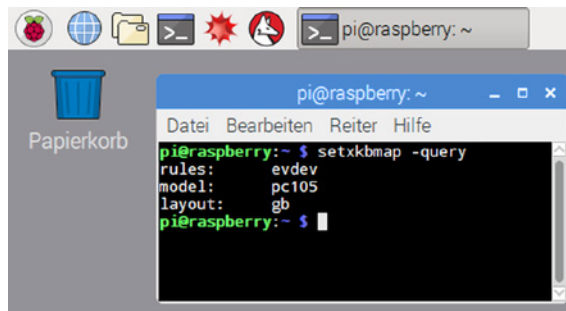 pi@raspberry: ~
Papierkorb
pi@raspberry: ~
Datei Bearbeiten Reiter Hilfe
pi@raspberry:~ $ setxkbmap -query
rules: evdev
model: pc105
layout: gb
pi@raspberry:~ $